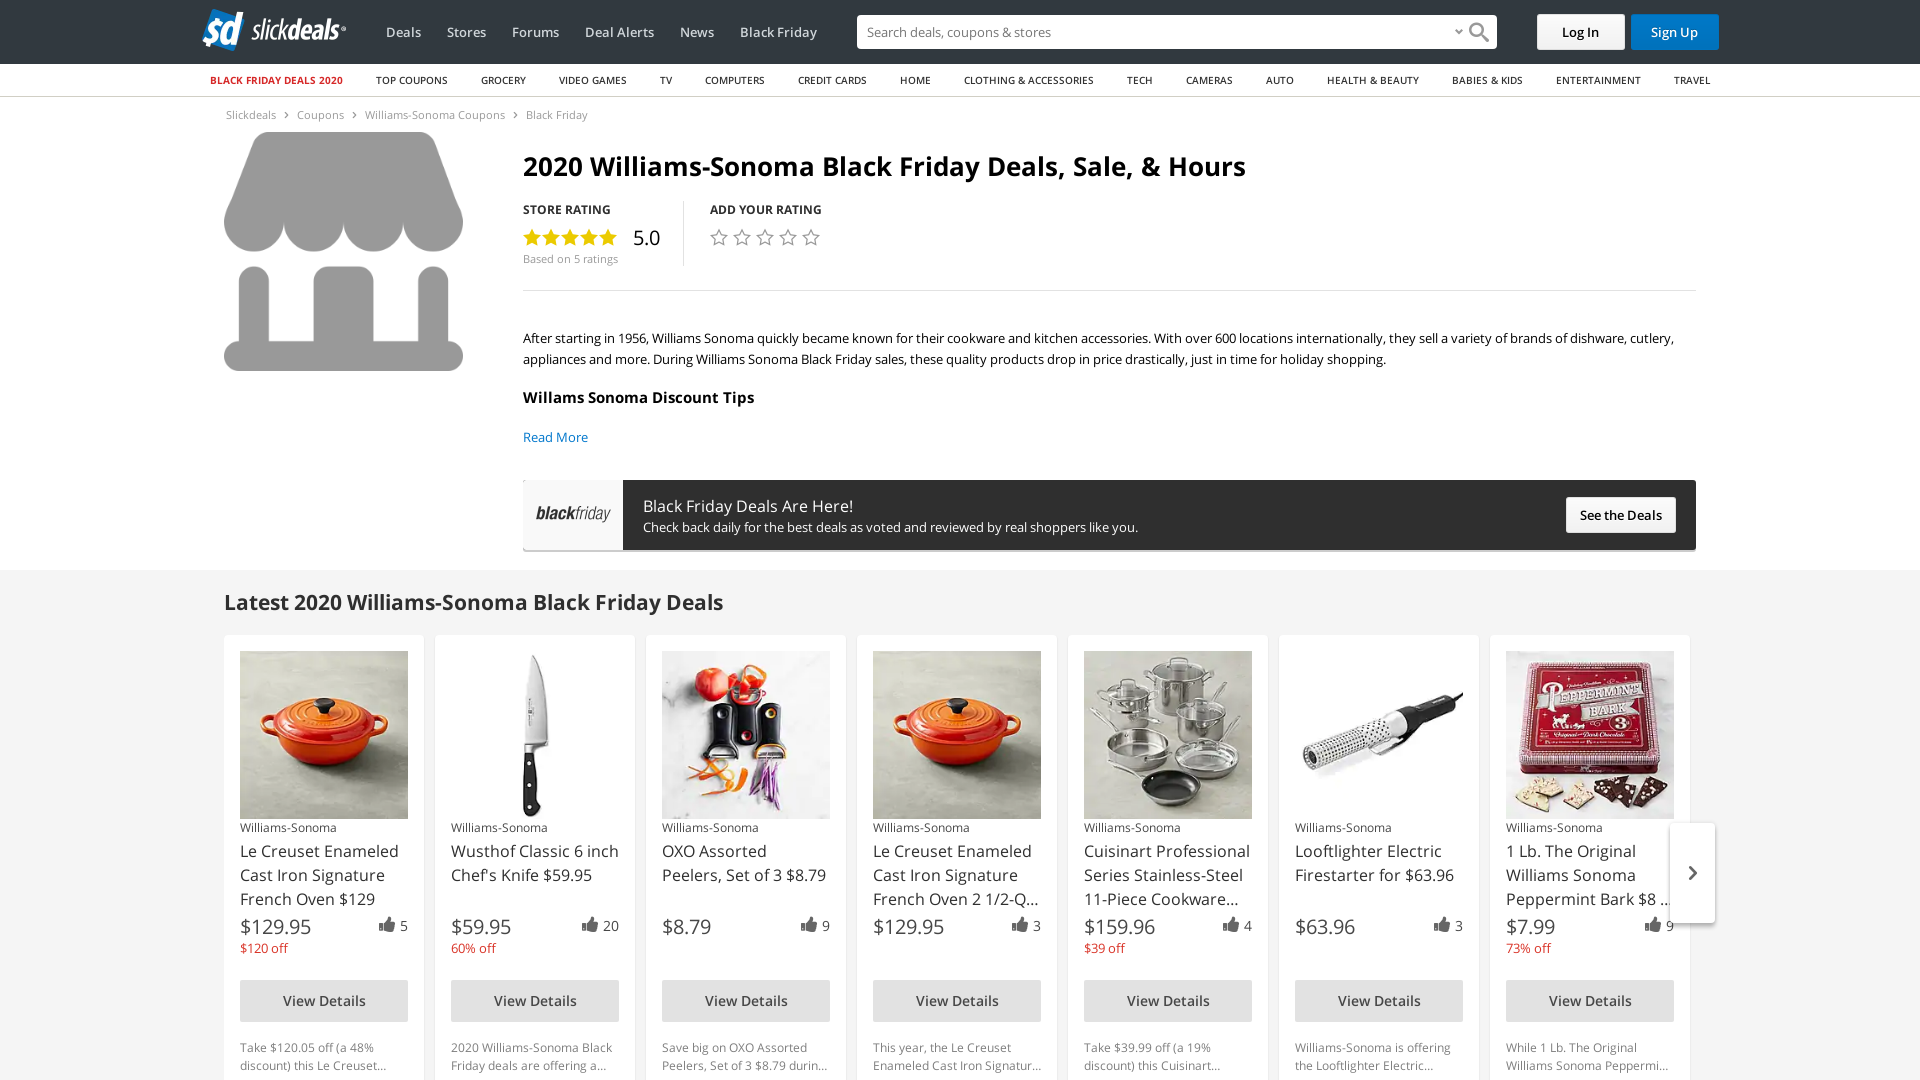 sd slickdeals
Deals Stores Forums Deal Alerts News Black Friday Search deals, coupons & stores Log In Sign Up
BLACK FRIDAY DEALS 2020 TOP COUPONS GROCERY VIDEO GAMES TV COMPUTERS CREDIT CARDS HOME CLOTHING & ACCESSORIES TECH CAMERAS AUTO HEALTH & BEAUTY BABIES & KIDS ENTERTAINMENT TRAVEL
Slickdeals › Coupons › Williams-Sonoma Coupons › Black Friday
2020 Williams-Sonoma Black Friday Deals, Sale, & Hours
STORE RATING ADD YOUR RATING
5.0
Based on 5 ratings
After starting in 1956, Williams Sonoma quickly became known for their cookware and kitchen accessories. With over 600 locations internationally, they sell a variety of brands of dishware, cutlery,
appliances and more. During Williams Sonoma Black Friday sales, these quality products drop in price drastically, just in time for holiday shopping.
Willams Sonoma Discount Tips
Read More
blackfriday
Black Friday Deals Are Here!
Check back daily for the best deals as voted and reviewed by real shoppers like you.
See the Deals
Latest 2020 Williams-Sonoma Black Friday Deals
Williams-Sonoma
Le Creuset Enameled
Cast Iron Signature
French Oven $129
$129.95 5
$120 off
View Details
Take $120.05 off (a 48%
discount) this Le Creuset...
Williams-Sonoma
Wusthof Classic 6 inch
Chef's Knife $59.95
$59.95 20
60% off
View Details
2020 Williams-Sonoma Black
Friday deals are offering a...
Williams-Sonoma
OXO Assorted
Peelers, Set of 3 $8.79
$8.79 9
View Details
Save big on OXO Assorted
Peelers, Set of 3 $8.79 durin...
Williams-Sonoma
Le Creuset Enameled
Cast Iron Signature
French Oven 2 1/2-Q...
$129.95 3
View Details
This year, the Le Creuset
Enameled Cast Iron Signatur...
Williams-Sonoma
Cuisinart Professional
Series Stainless-Steel
11-Piece Cookware...
$159.96 4
$39 off
View Details
Take $39.99 off (a 19%
discount) this Cuisinart...
Williams-Sonoma
Looftlighter Electric
Firestarter for $63.96
$63.96 3
View Details
Williams-Sonoma is offering
the Looftlighter Electric...
PEPPERMINT
BARK
Williams-Sonoma
1 Lb. The Original
Williams Sonoma
Peppermint Bark $8 ...
$7.99 9
73% off
View Details
While 1 Lb. The Original
Williams Sonoma Peppermi...